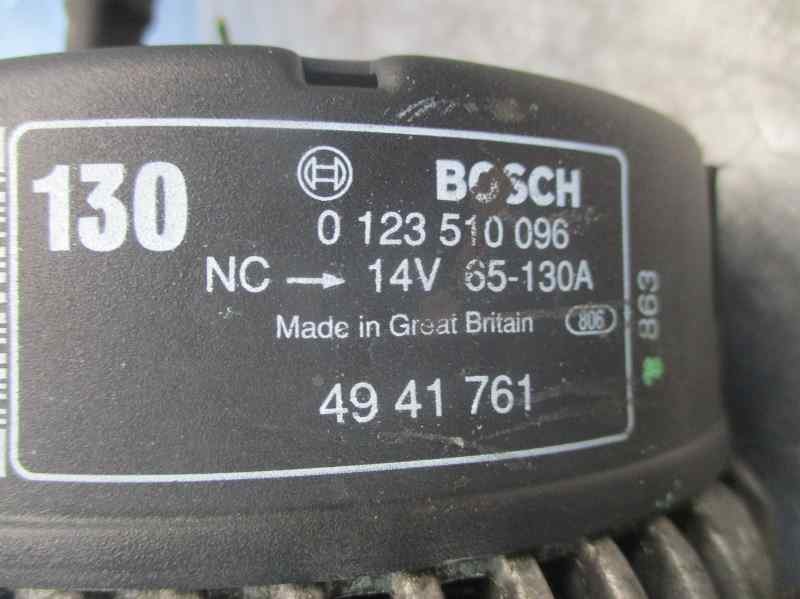 130
BOSCH
0 123 510 096
NC → 14V 65-130A
Made in Great Britain 806
49 41 761
863